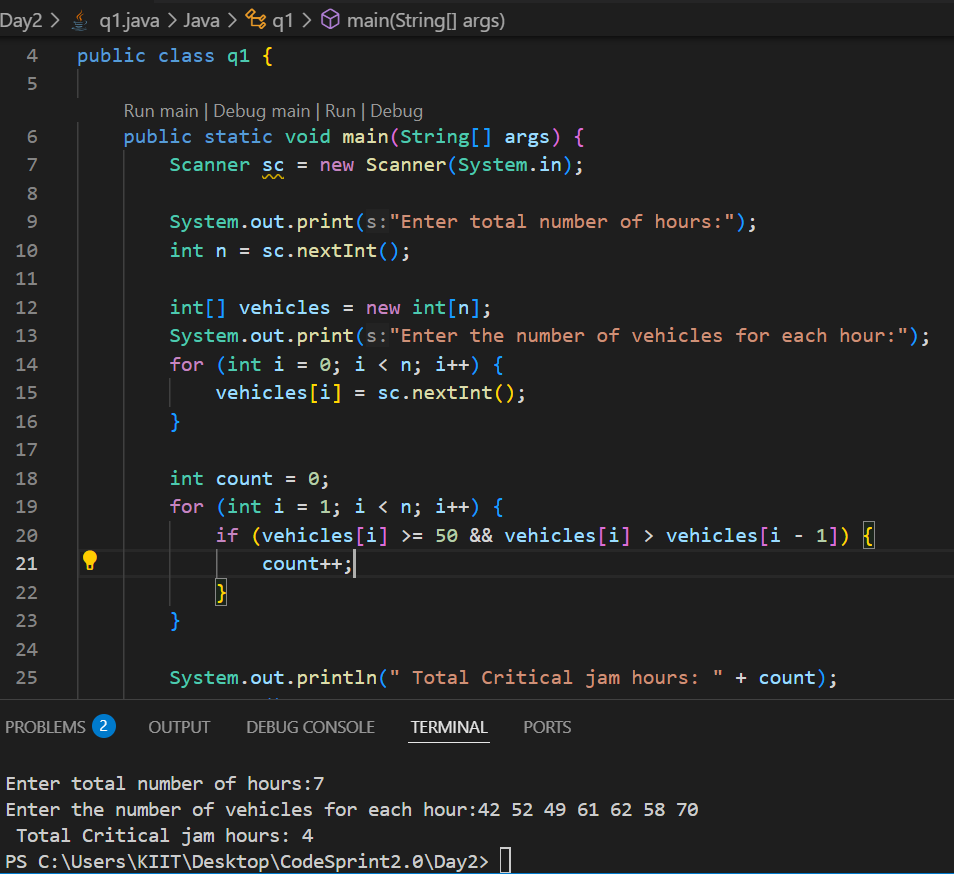 Day2 > q1.java > Java > q1 > main(String[] args)
4 public class q1 {
5
Run main | Debug main | Run | Debug
6 public static void main(String[] args) {
7 Scanner sc = new Scanner(System.in);
8
9 System.out.print(s:"Enter total number of hours:");
10 int n = sc.nextInt();
11
12 int[] vehicles = new int[n];
13 System.out.print(s:"Enter the number of vehicles for each hour:");
14 for (int i = 0; i < n; i++) {
15 vehicles[i] = sc.nextInt();
16 }
17
18 int count = 0;
19 for (int i = 1; i < n; i++) {
20 if (vehicles[i] >= 50 && vehicles[i] > vehicles[i - 1]) {
21 count++;
22 }
23 }
24
25 System.out.println(" Total Critical jam hours: " + count);
PROBLEMS 2 OUTPUT DEBUG CONSOLE TERMINAL PORTS
Enter total number of hours:7
Enter the number of vehicles for each hour:42 52 49 61 62 58 70
 Total Critical jam hours: 4
PS C:\Users\KIIT\Desktop\CodeSprint2.0\Day2>